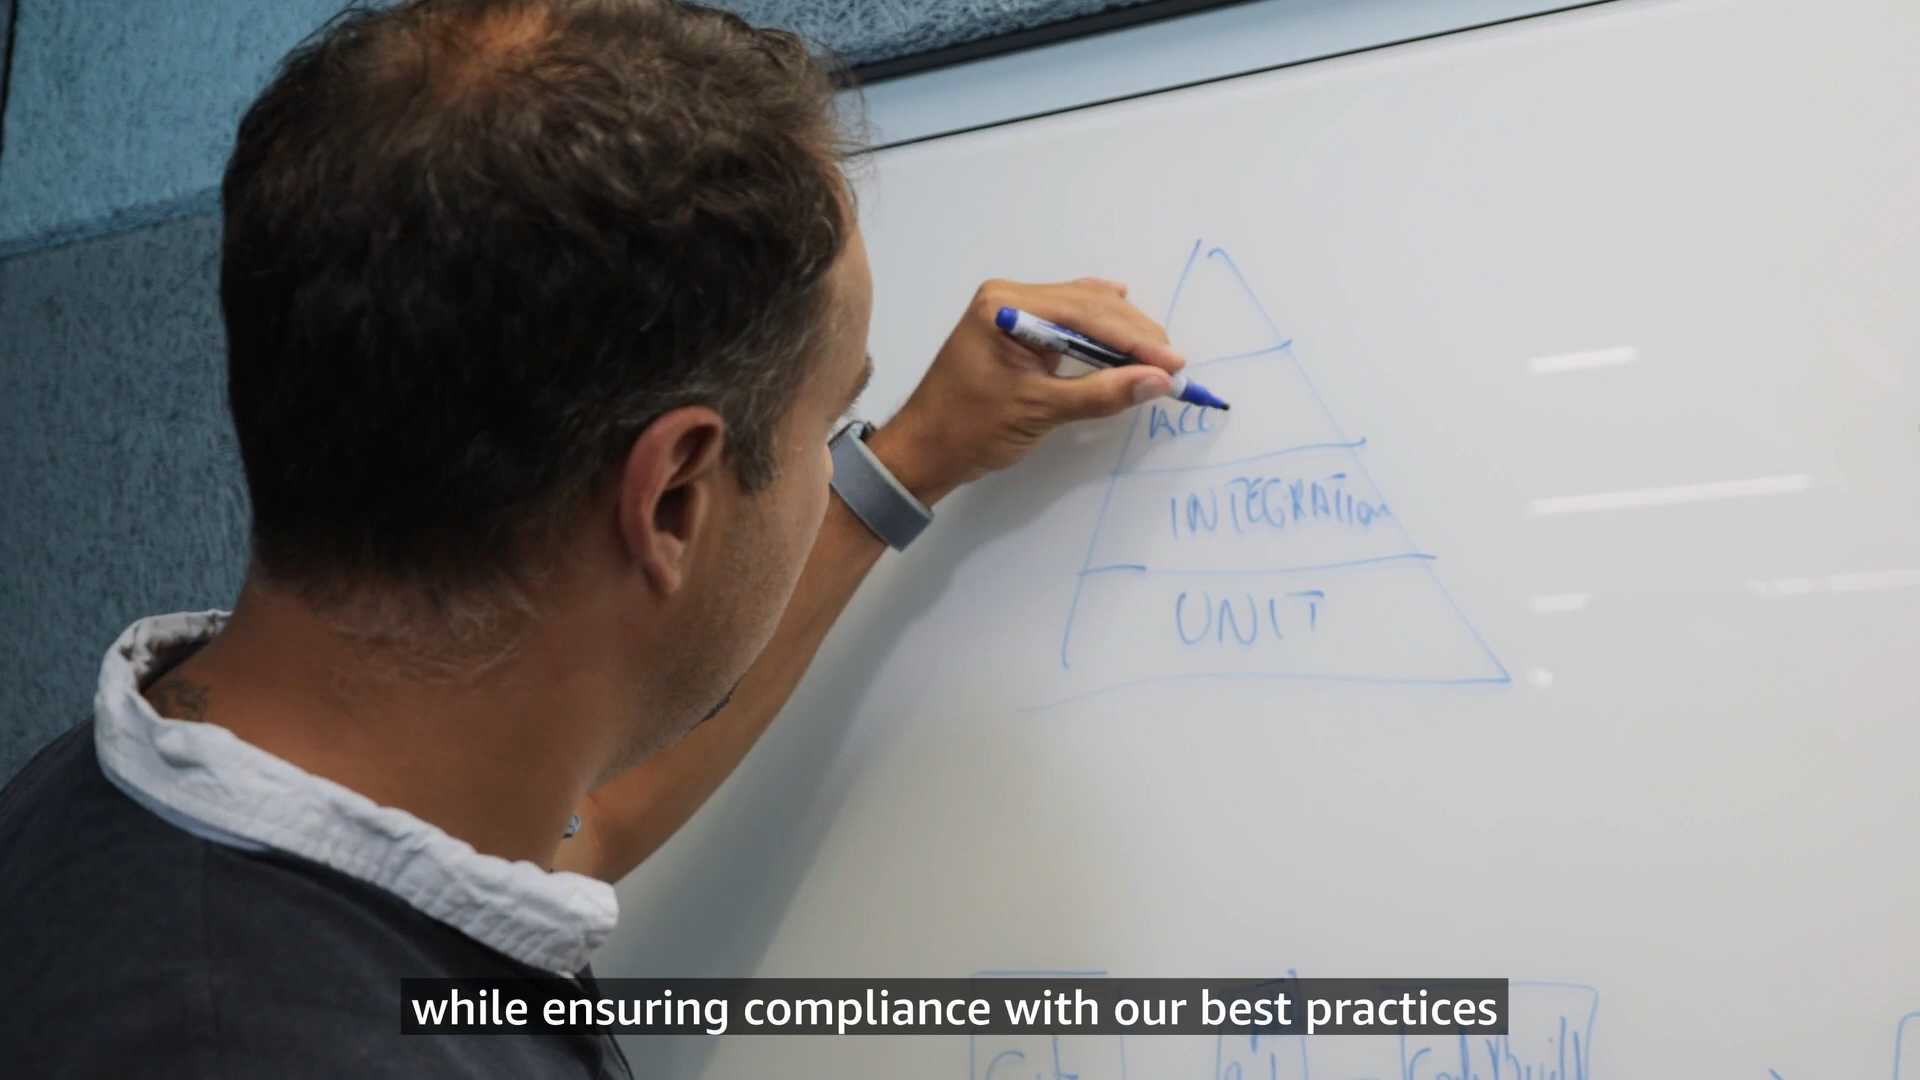 ACC
INTEGRATION
UNIT
while ensuring compliance with our best practices